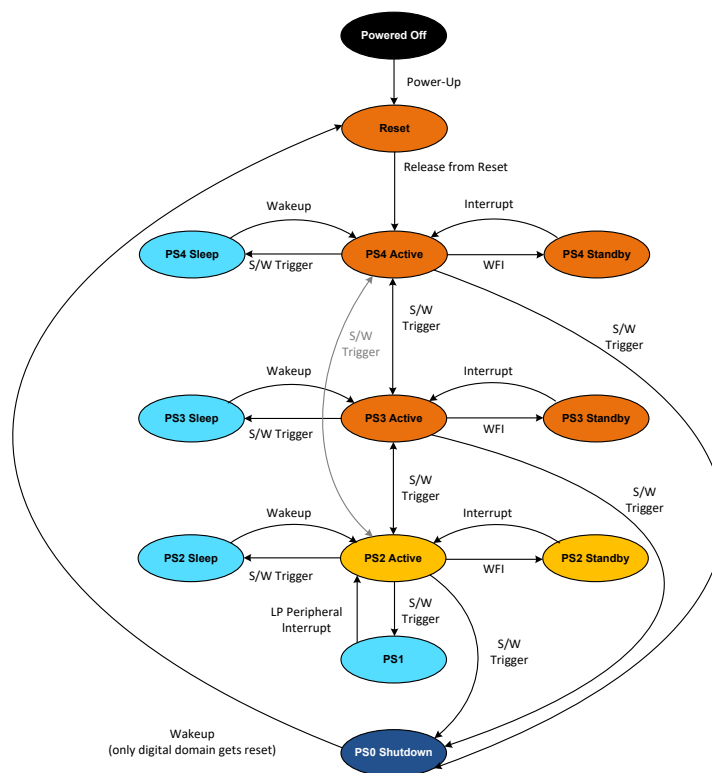 Powered Off
Power-Up
Reset
Release from Reset
Wakeup
Interrupt
PS4 Sleep
PS4 Active
PS4 Standby
S/W Trigger
WFI
S/W
Trigger
S/W
Trigger
S/W
Trigger
Wakeup
Interrupt
PS3 Sleep
PS3 Active
PS3 Standby
S/W Trigger
WFI
S/W
Trigger
S/W
Trigger
Wakeup
Interrupt
PS2 Sleep
PS2 Active
PS2 Standby
S/W Trigger
WFI
LP Peripheral
Interrupt
S/W
Trigger
S/W
Trigger
PS1
Wakeup
(only digital domain gets reset)
PS0 Shutdown